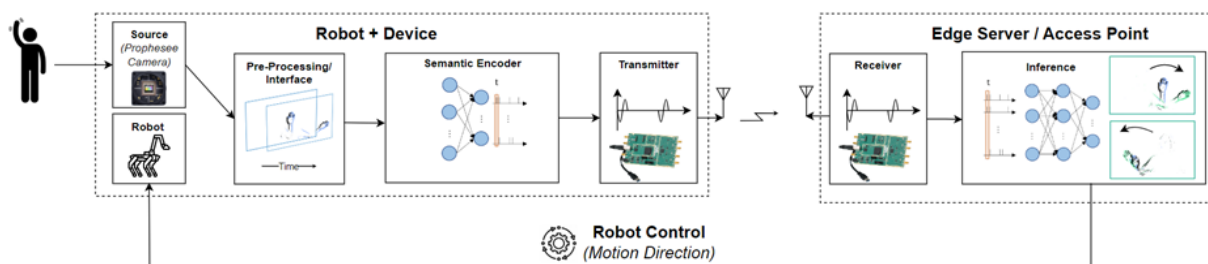 Robot + Device
Source
(Prophesee
Camera)
Robot
Pre-Processing/
Interface
Time
Semantic Encoder
t
Transmitter
Edge Server / Access Point
Receiver
Inference
t
Robot Control
(Motion Direction)